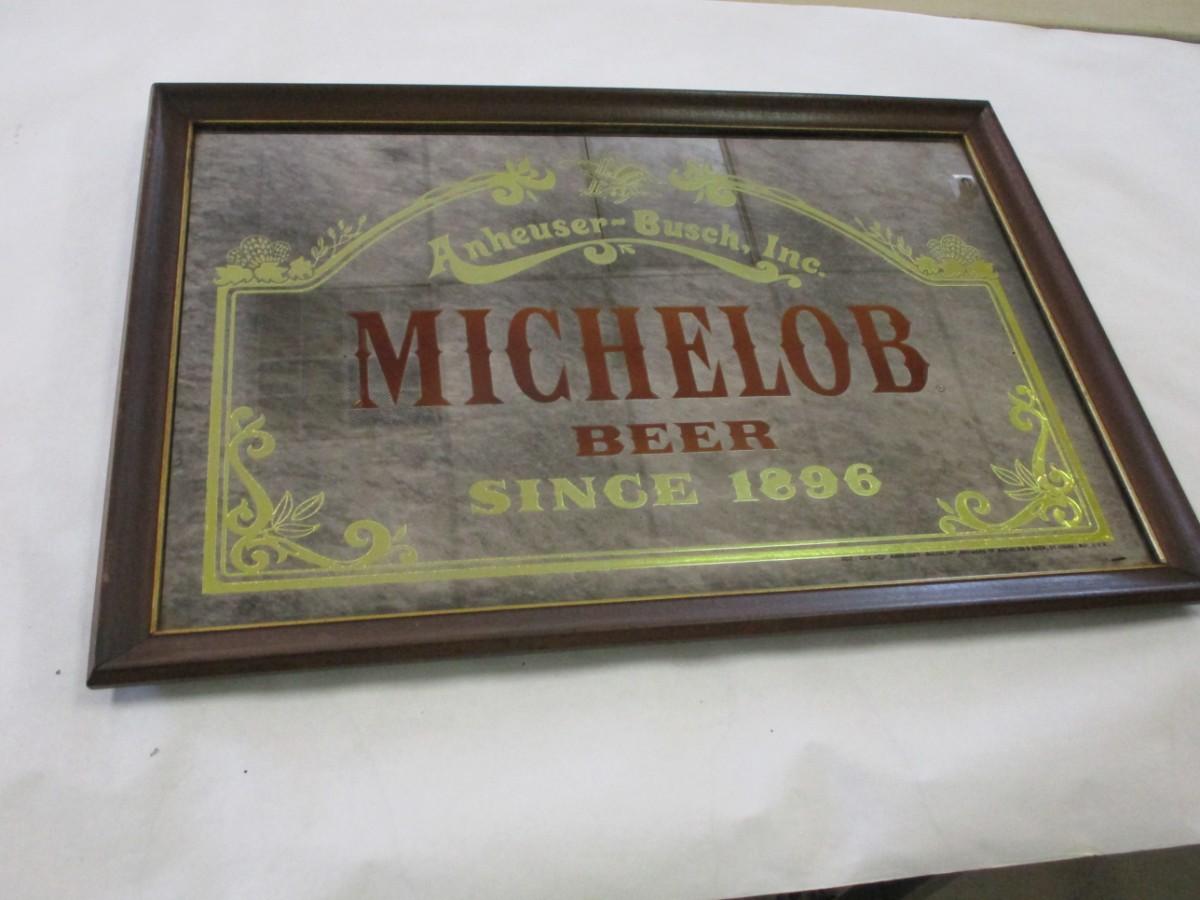 Anheuser-Busch, Inc.
MICHELOB
BEER
SINCE 1896